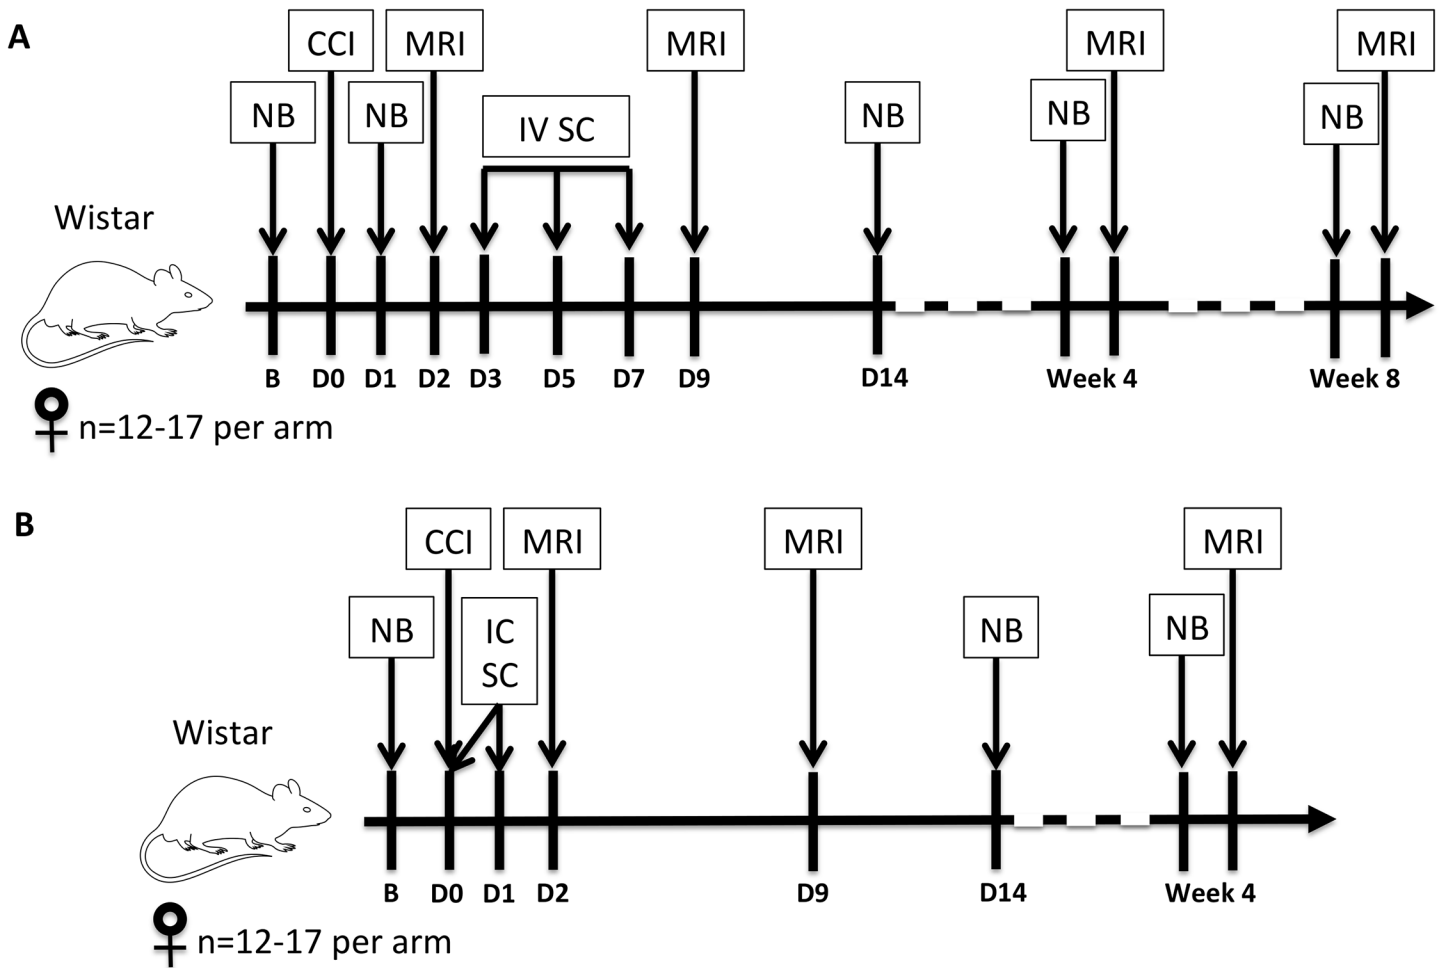 A
CCI
MRI
MRI
MRI
MRI
NB
NB
IV SC
NB
NB
NB
Wistar
B
D0
D1
D2
D3
D5
D7
D9
D14
Week 4
Week 8
n=12-17 per arm
B
CCI
MRI
MRI
MRI
NB
IC
SC
NB
NB
Wistar
B
D0
D1
D2
D9
D14
Week 4
n=12-17 per arm